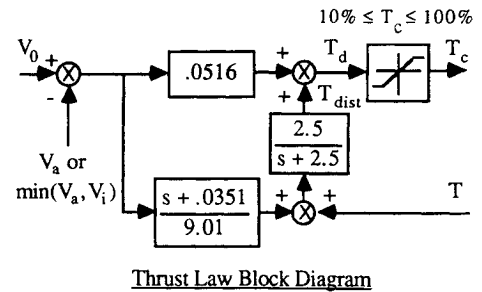 10% ≤ T_c ≤ 100%
V_0 + T_d T_c
.0516 +
- + T_dist
V_a or
min(V_a, V_i)
2.5
s + 2.5
s + .0351
9.01
+ + T
Thrust Law Block Diagram